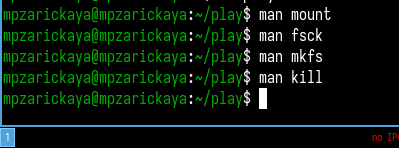 mpzarickaya@mpzarickaya:~/play$ man mount
mpzarickaya@mpzarickaya:~/play$ man fsck
mpzarickaya@mpzarickaya:~/play$ man mkfs
mpzarickaya@mpzarickaya:~/play$ man kill
mpzarickaya@mpzarickaya:~/play$
1
no